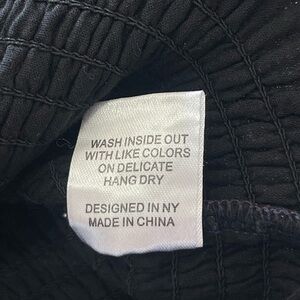 WASH INSIDE OUT
WITH LIKE COLORS
ON DELICATE
HANG DRY
DESIGNED IN NY
MADE IN CHINA